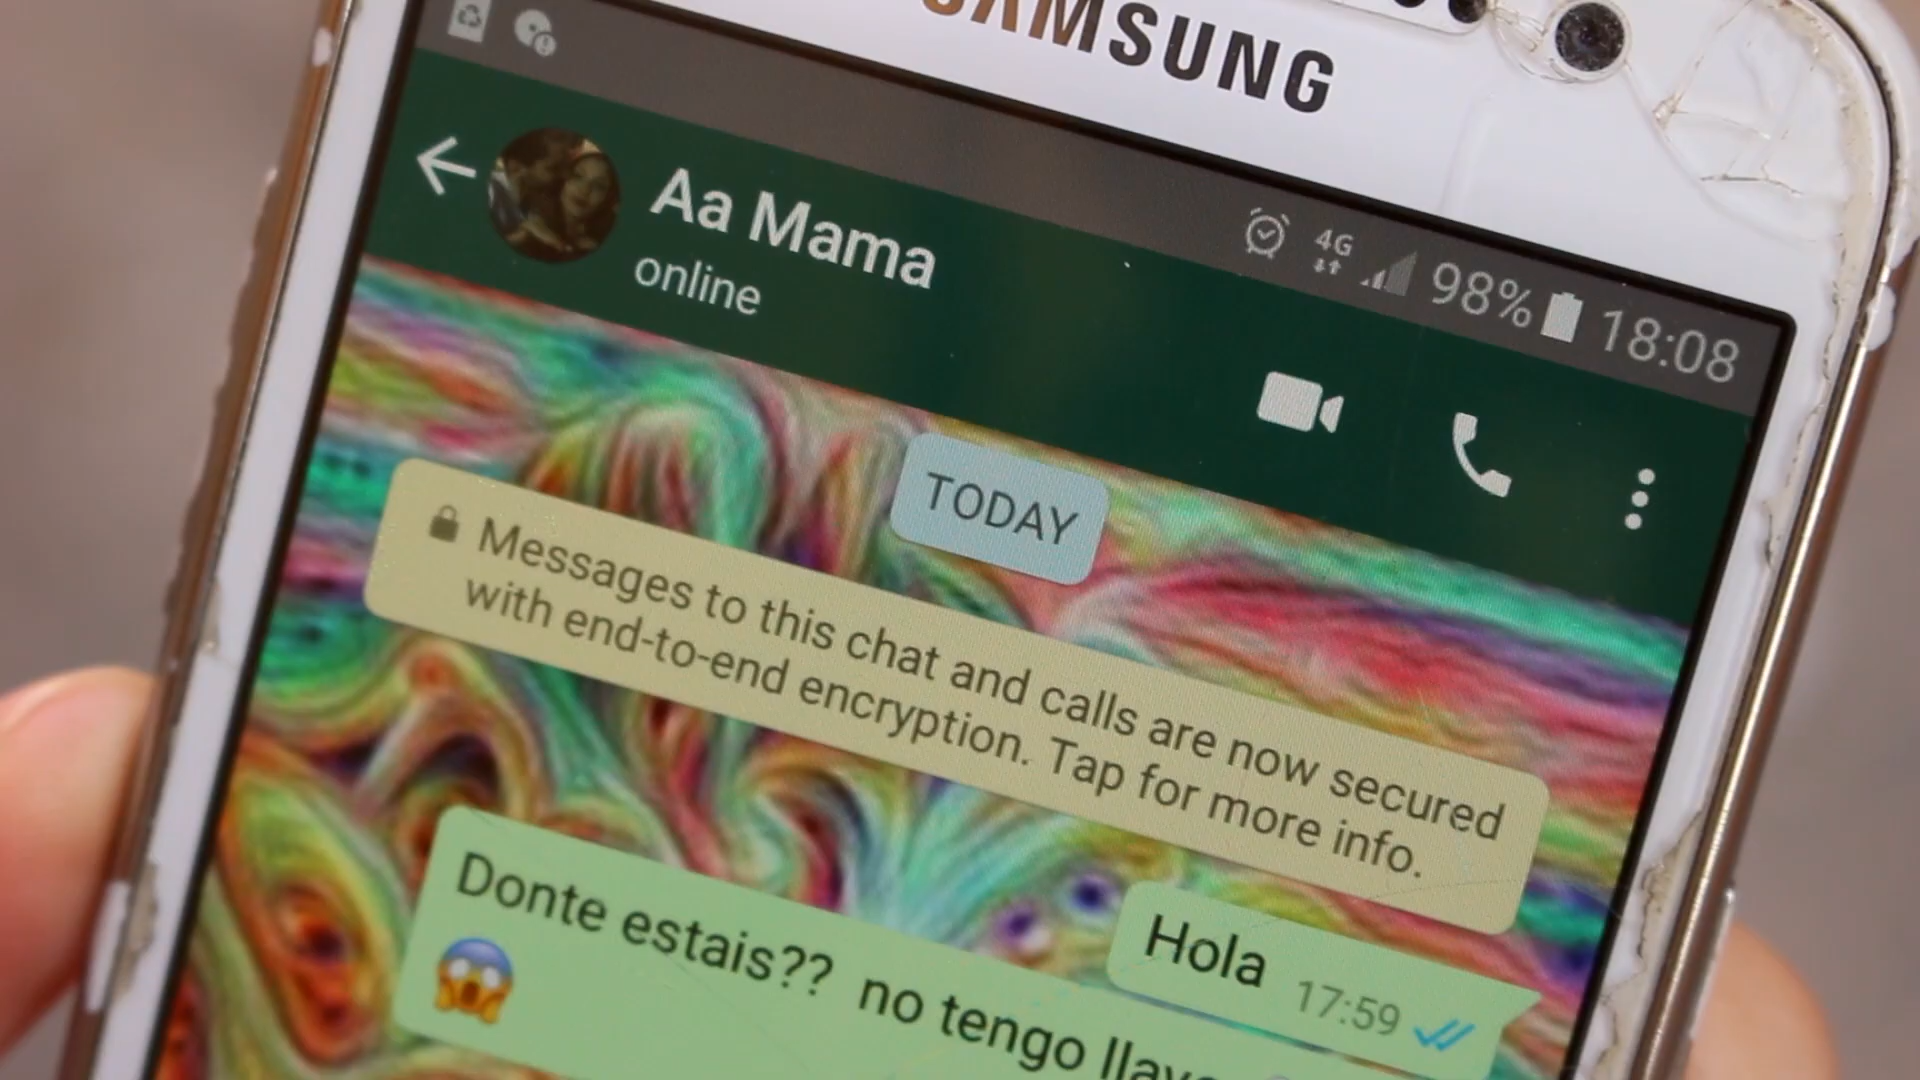 SAMSUNG
4G 98% 18:08
Aa Mama
online
TODAY
Messages to this chat and calls are now secured
with end-to-end encryption. Tap for more info.
Hola 17:59
Donte estais?? no tengo